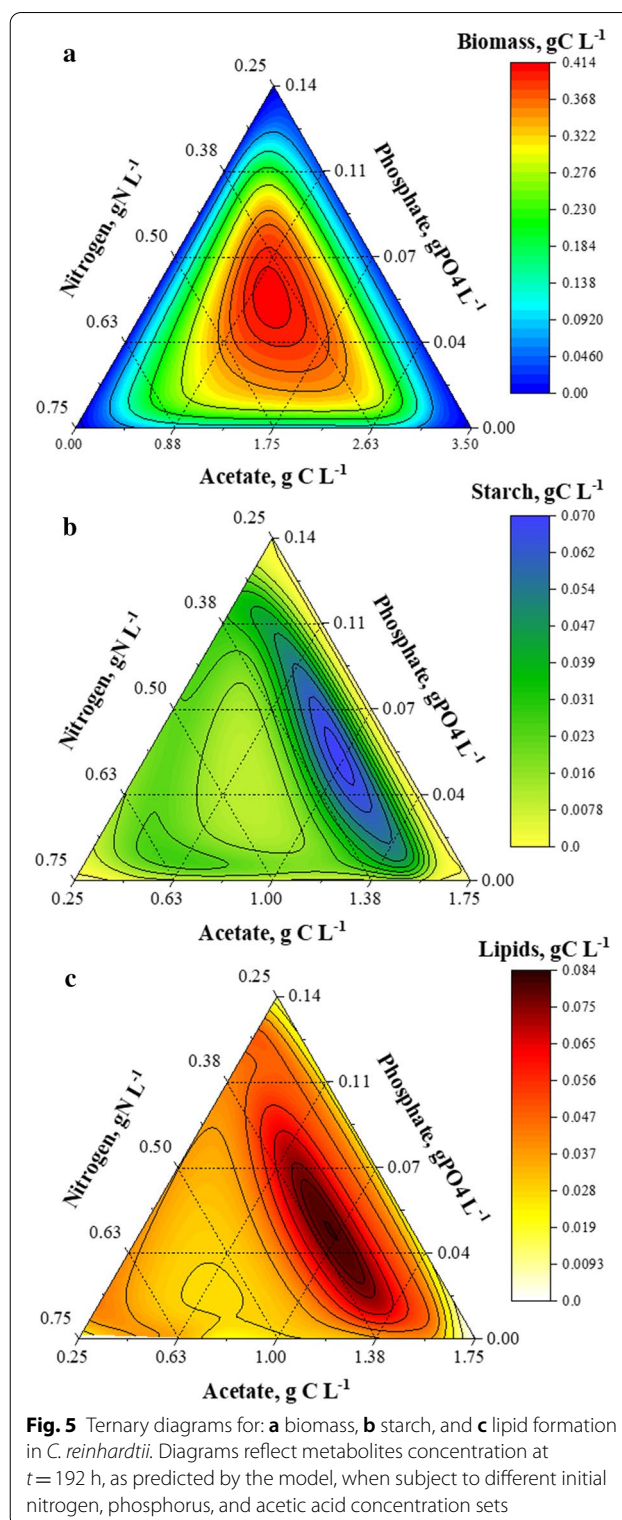 a
Biomass, gC L-1
0.25
0.14
0.414
0.368
0.322
0.276
0.230
0.184
0.138
0.0920
0.0460
0.00
0.38
0.11
Nitrogen, gN L-1
Phosphate, gPO4 L-1
0.50
0.07
0.63
0.04
0.75
0.00
0.00 0.88 1.75 2.63 3.50
Acetate, g C L-1
b
Starch, gC L-1
0.25
0.14
0.070
0.062
0.054
0.047
0.039
0.031
0.023
0.016
0.0078
0.0
0.38
0.11
Nitrogen, gN L-1
Phosphate, gPO4 L-1
0.50
0.07
0.63
0.04
0.75
0.00
0.25 0.63 1.00 1.38 1.75
Acetate, g C L-1
c
Lipids, gC L-1
0.25
0.14
0.084
0.075
0.065
0.056
0.047
0.037
0.028
0.019
0.0093
0.0
0.38
0.11
Nitrogen, gN L-1
Phosphate, gPO4 L-1
0.50
0.07
0.63
0.04
0.75
0.00
0.25 0.63 1.00 1.38 1.75
Acetate, g C L-1
Fig. 5 Ternary diagrams for: a biomass, b starch, and c lipid formation
in C. reinhardtii. Diagrams reflect metabolites concentration at
t = 192 h, as predicted by the model, when subject to different initial
nitrogen, phosphorus, and acetic acid concentration sets